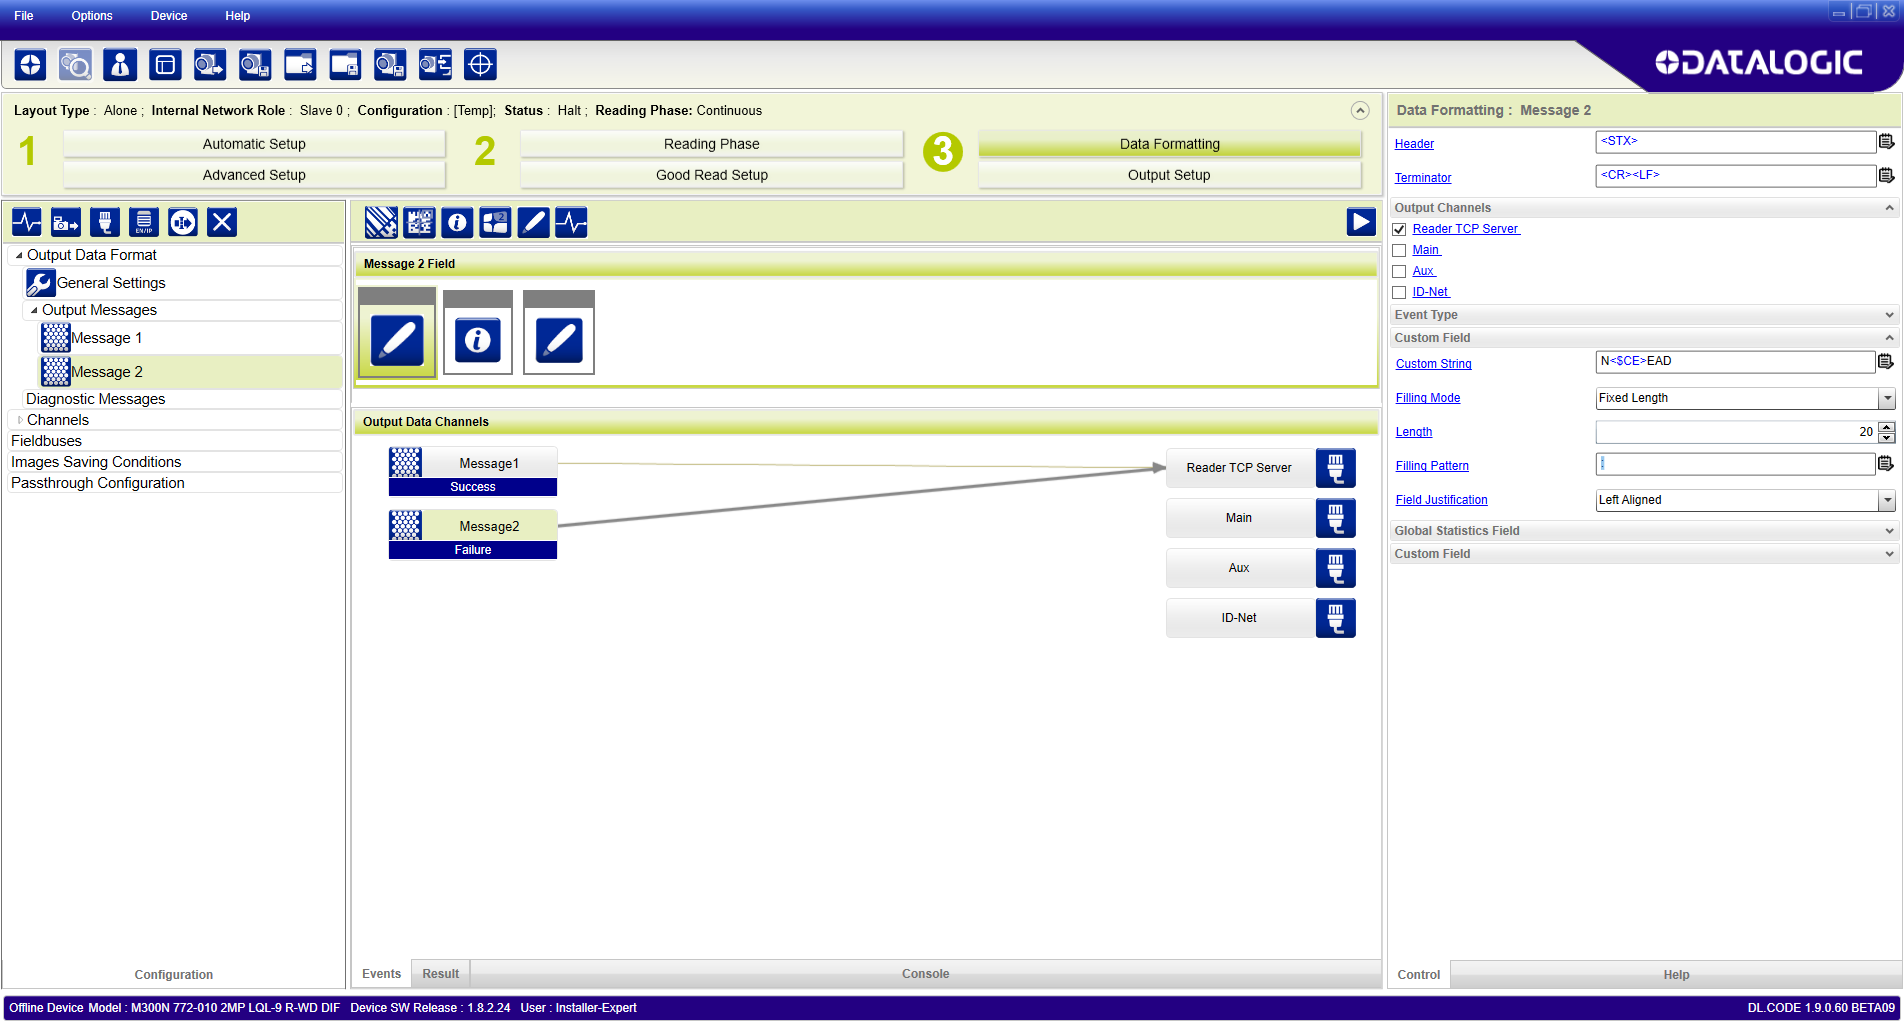 File Options Device Help
DATALOGIC
Layout Type : Alone ; Internal Network Role : Slave 0 ; Configuration : [Temp]; Status : Halt ; Reading Phase: Continuous
1 Automatic Setup
Advanced Setup
2 Reading Phase
Good Read Setup
3 Data Formatting
Output Setup
EN/IP
Output Data Format
General Settings
Output Messages
Message 1
Message 2
Diagnostic Messages
Channels
Fieldbuses
Images Saving Conditions
Passthrough Configuration
Configuration
Message 2 Field
Output Data Channels
Message1
Success
Message2
Failure
Reader TCP Server
Main
Aux
ID-Net
Events Result Console
Data Formatting : Message 2
Header <STX>
Terminator <CR><LF>
Output Channels
Reader TCP Server
Main
Aux
ID-Net
Event Type
Custom Field
Custom String N<$CE>EAD
Filling Mode Fixed Length
Length 20
Filling Pattern
Field Justification Left Aligned
Global Statistics Field
Custom Field
Control Help
Offline Device Model : M300N 772-010 2MP LQL-9 R-WD DIF Device SW Release : 1.8.2.24 User : Installer-Expert
DL.CODE 1.9.0.60 BETA09